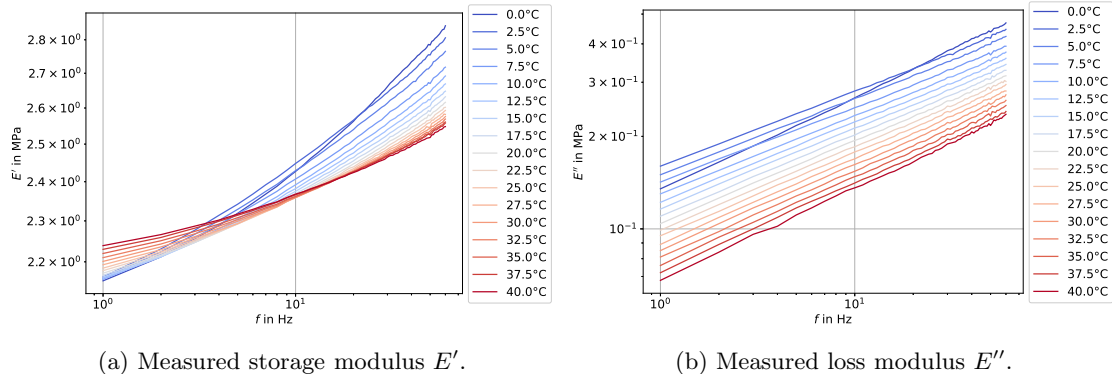 2.8 × 10⁰
2.7 × 10⁰
2.6 × 10⁰
2.5 × 10⁰
2.4 × 10⁰
2.3 × 10⁰
2.2 × 10⁰
E′ in MPa
10⁰
10¹
f in Hz
0.0°C
2.5°C
5.0°C
7.5°C
10.0°C
12.5°C
15.0°C
17.5°C
20.0°C
22.5°C
25.0°C
27.5°C
30.0°C
32.5°C
35.0°C
37.5°C
40.0°C
(a) Measured storage modulus E′.
4 × 10⁻¹
3 × 10⁻¹
2 × 10⁻¹
10⁻¹
E″ in MPa
10⁰
10¹
f in Hz
0.0°C
2.5°C
5.0°C
7.5°C
10.0°C
12.5°C
15.0°C
17.5°C
20.0°C
22.5°C
25.0°C
27.5°C
30.0°C
32.5°C
35.0°C
37.5°C
40.0°C
(b) Measured loss modulus E″.